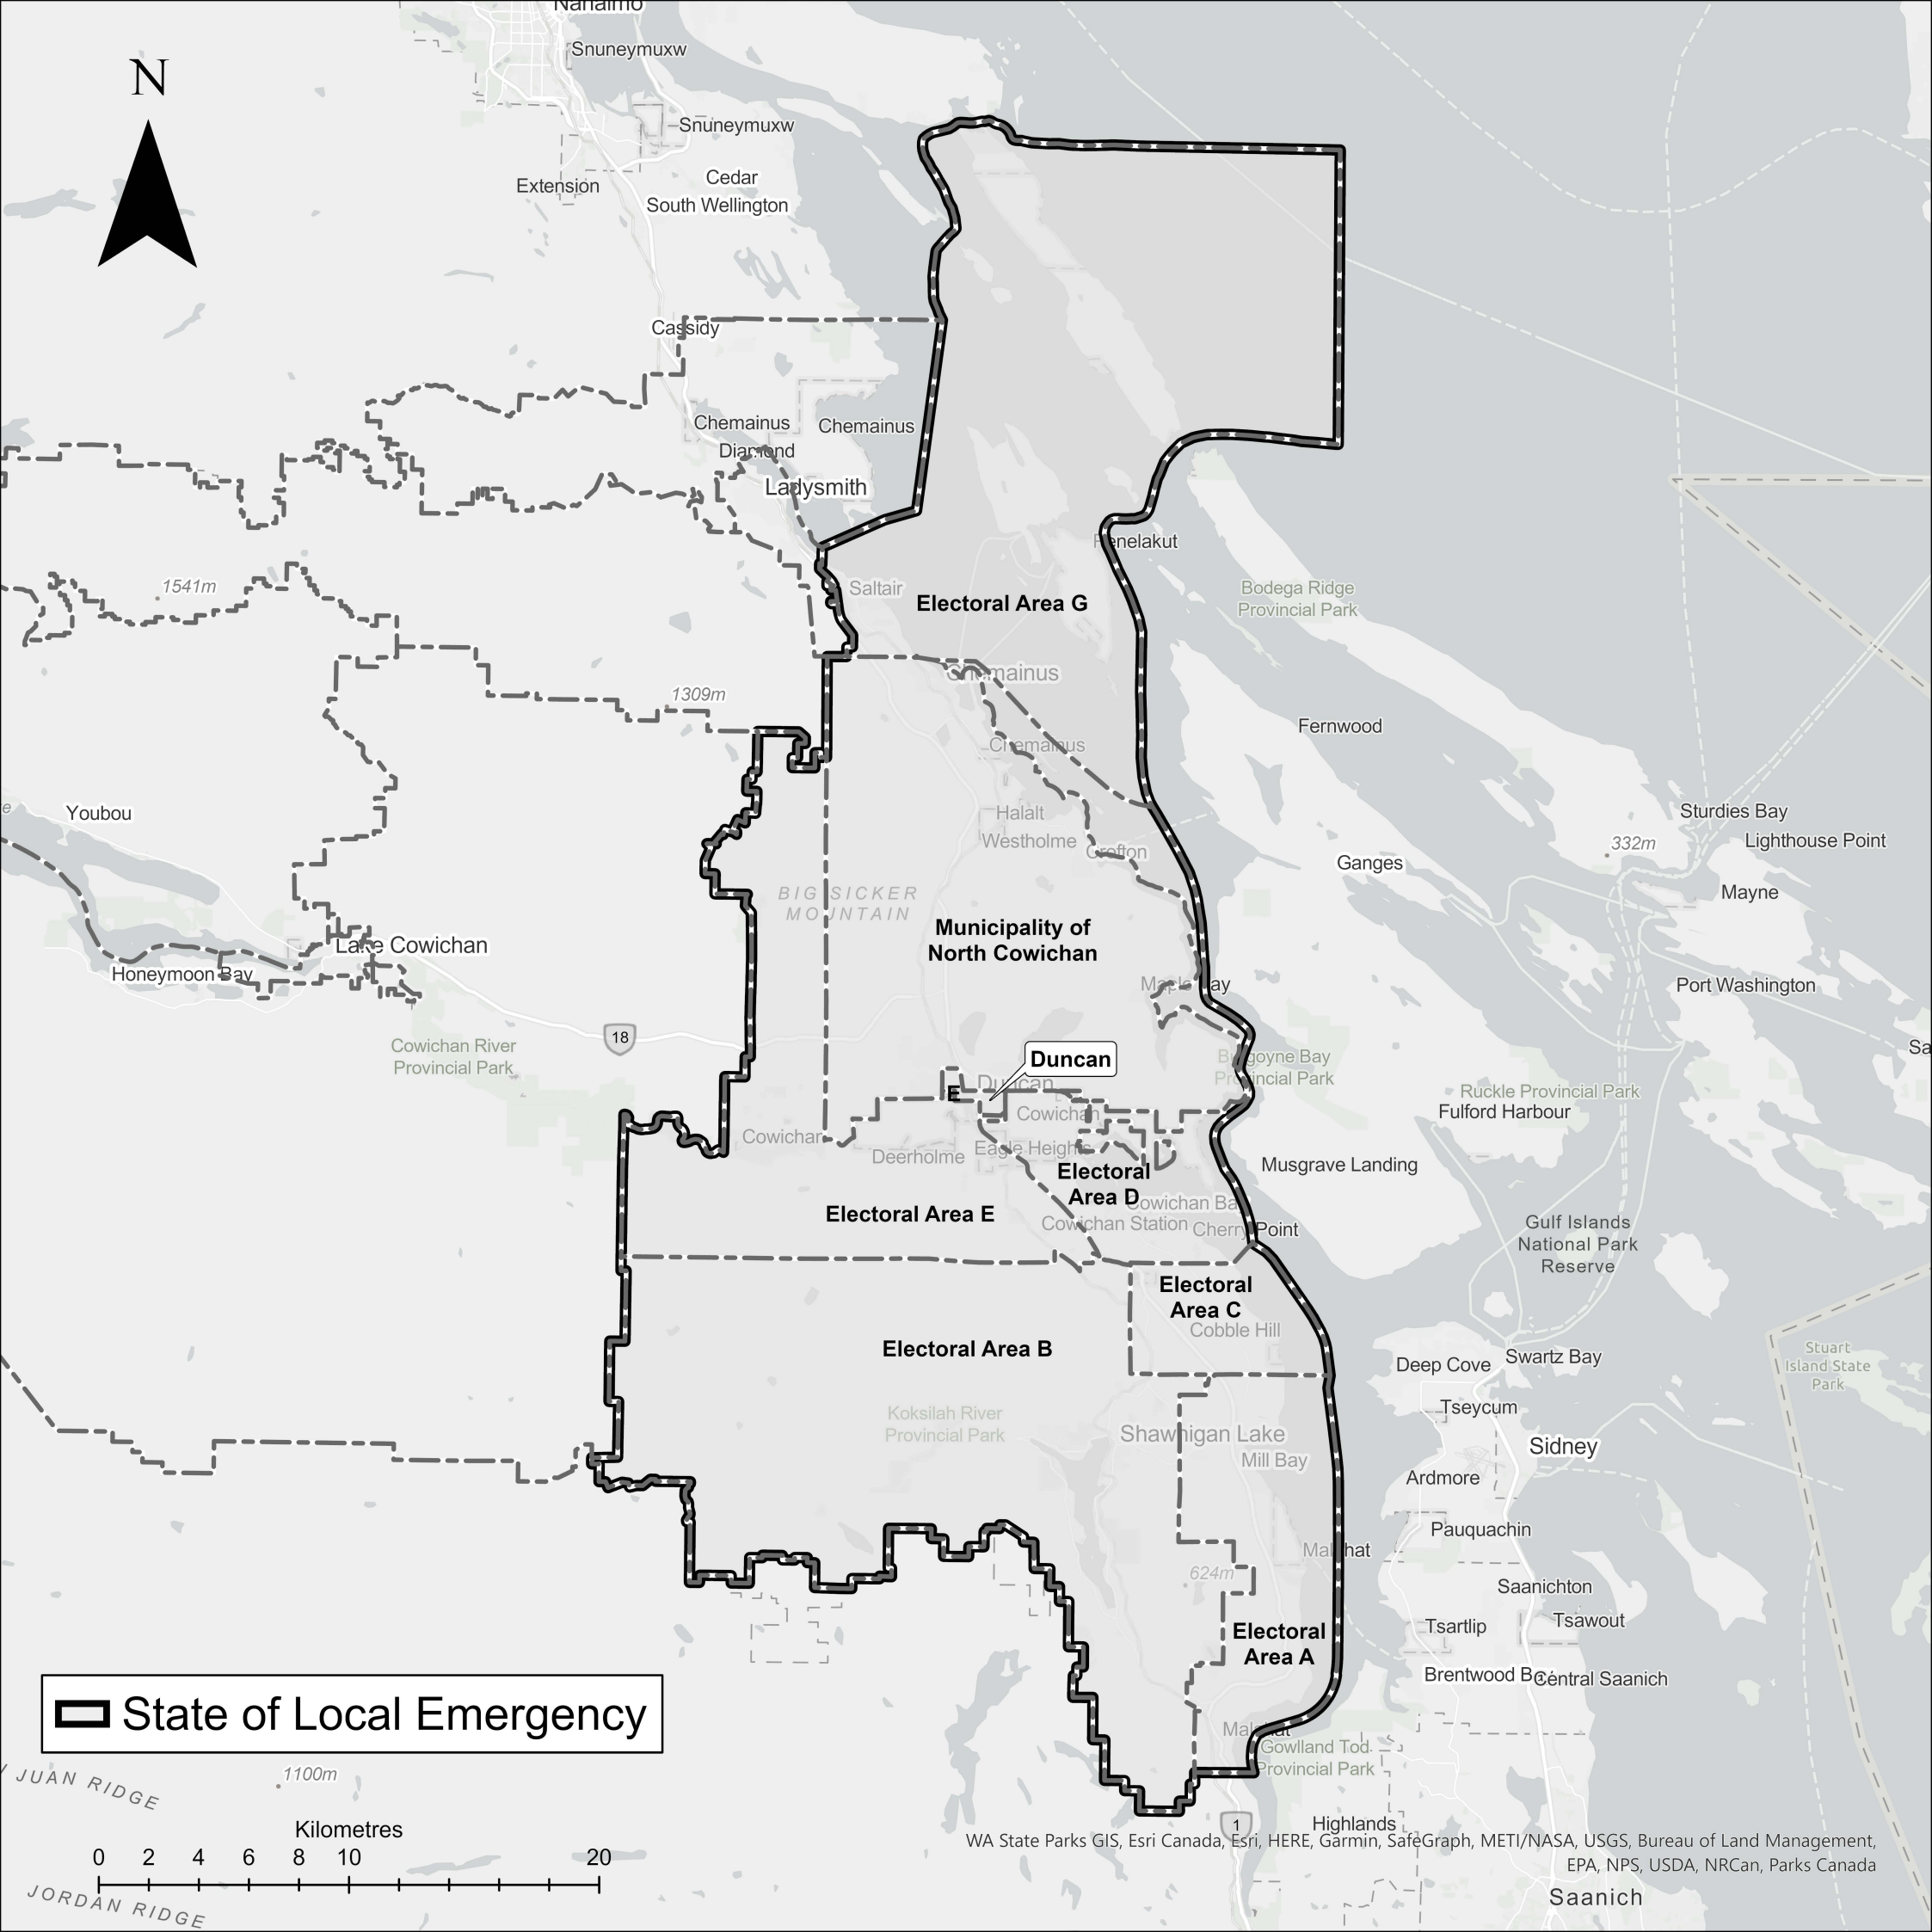 Nanaimo
Snuneymuxw
N
Snuneymuxw
Cedar
Extension
South Wellington
Cassidy
Chemainus
Chemainus
Diamond
Ladysmith
Penelakut
1541m
Saltair
Bodega Ridge
Provincial Park
Electoral Area G
Chemainus
1309m
Fernwood
Chemainus
Youbou
Halalt
Sturdies Bay
Westholme
Lighthouse Point
Crofton
332m
Ganges
BIG SICKER
MOUNTAIN
Mayne
Municipality of
North Cowichan
Lake Cowichan
Honeymoon Bay
Maple Bay
Port Washington
18
Cowichan River
Provincial Park
Duncan
Burgoyne Bay
Provincial Park
Duncan
E
Ruckle Provincial Park
Fulford Harbour
Cowichan
Cowichan
Eagle Heights
Deerholme
Musgrave Landing
Electoral
Area D
Cowichan Bay
Electoral Area E
Cowichan Station
Cherry Point
Gulf Islands
National Park
Reserve
Electoral
Area C
Cobble Hill
Electoral Area B
Stuart
Island State
Park
Deep Cove
Swartz Bay
Tseycum
Koksilah River
Provincial Park
Shawnigan Lake
Sidney
Mill Bay
Ardmore
Pauquachin
Malahat
624m
Saanichton
Tsawout
Tsartlip
Electoral
Area A
Brentwood Bay
Central Saanich
State of Local Emergency
Malahat
Gowlland Tod
Provincial Park
JUAN RIDGE
1100m
Highlands
1
Kilometres
0 2 4 6 8 10 20
WA State Parks GIS, Esri Canada, Esri, HERE, Garmin, SafeGraph, METI/NASA, USGS, Bureau of Land Management,
EPA, NPS, USDA, NRCan, Parks Canada
JORDAN RIDGE
Saanich